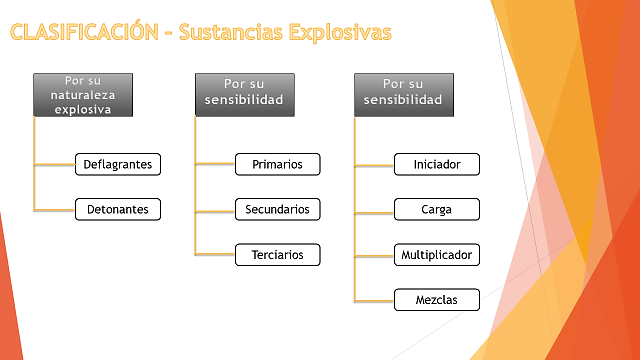 CLASIFICACIÓN – Sustancias Explosivas
Por su
naturaleza
explosiva
Deflagrantes
Detonantes
Por su
sensibilidad
Primarios
Secundarios
Terciarios
Por su
sensibilidad
Iniciador
Carga
Multiplicador
Mezclas